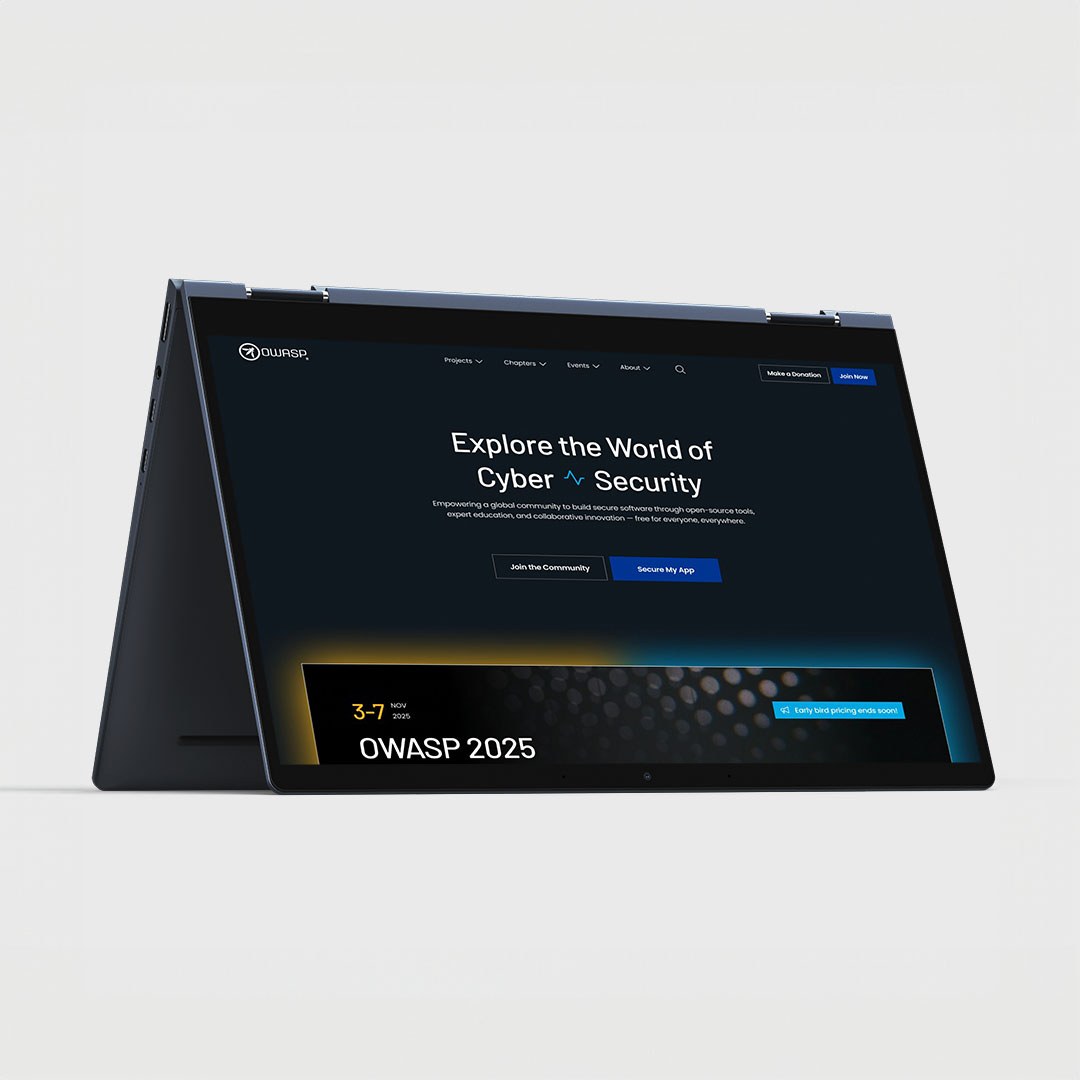 OWASP
Projects
Chapters
Events
About
Make a Donation
Join Now
Explore the World of
Cyber Security
Empowering a global community to build secure software through open-source tools,
expert education, and collaborative innovation — free for everyone, everywhere.
Join the Community
Secure My App
3-7 NOV
2025
Early bird pricing ends soon!
OWASP 2025